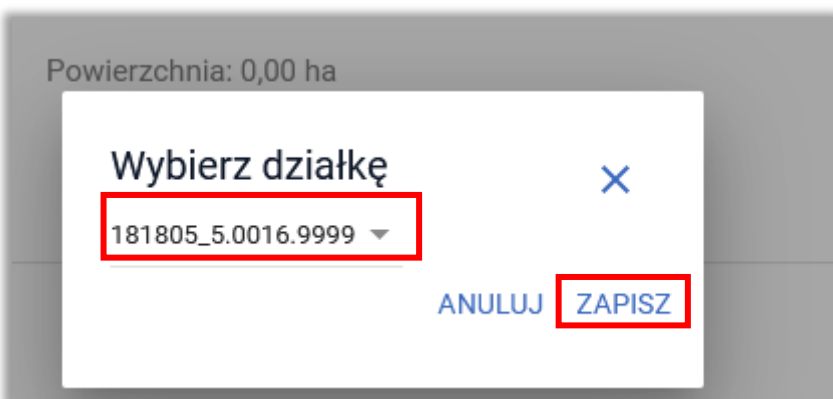 Powierzchnia: 0,00 ha
Wybierz działkę
181805_5.0016.9999
ANULUJ ZAPISZ